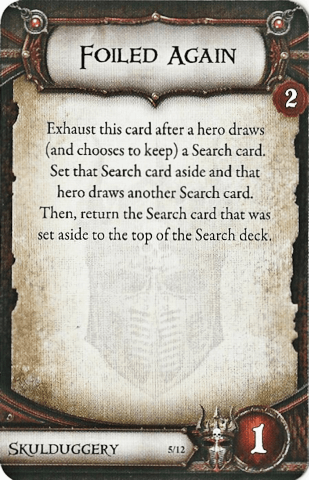 Foiled Again
2
Exhaust this card after a hero draws
(and chooses to keep) a Search card.
Set that Search card aside and that
hero draws another Search card.
Then, return the Search card that was
set aside to the top of the Search deck.
Skulduggery
5/12
1